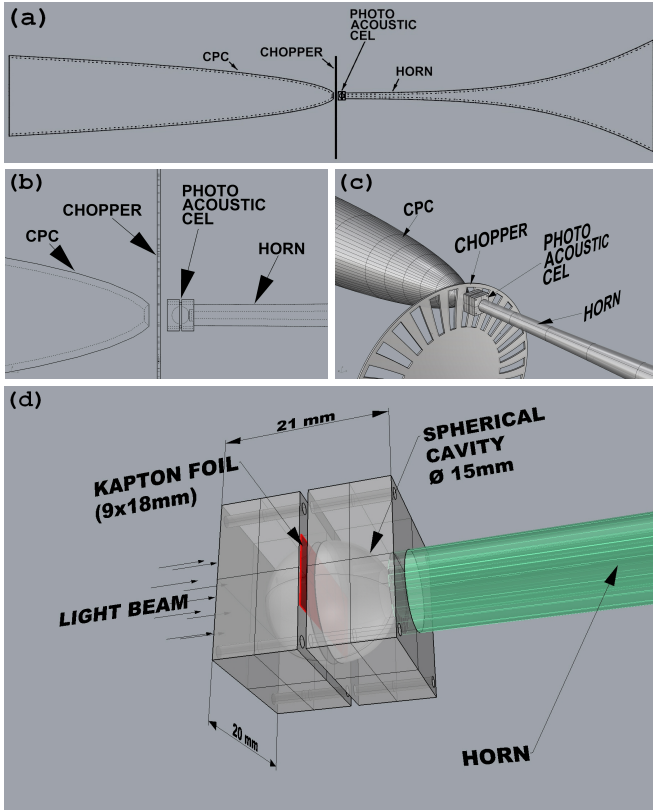 (a)
PHOTO
ACOUSTIC
CEL
CHOPPER
CPC
HORN
(b)
PHOTO
ACOUSTIC
CEL
CHOPPER
CPC
HORN
(c)
CPC
CHOPPER
PHOTO
ACOUSTIC
CEL
HORN
(d)
21 mm
SPHERICAL
CAVITY
Ø 15mm
KAPTON FOIL
(9x18mm)
LIGHT BEAM
20 mm
HORN